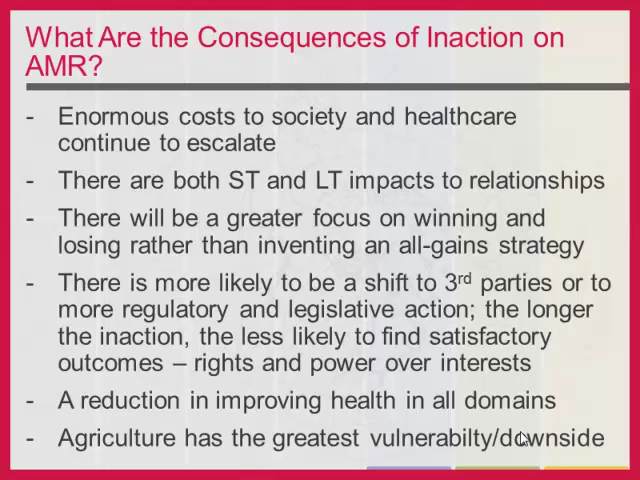 What Are the Consequences of Inaction on
AMR?
- Enormous costs to society and healthcare
continue to escalate
- There are both ST and LT impacts to relationships
- There will be a greater focus on winning and
losing rather than inventing an all-gains strategy
- There is more likely to be a shift to 3rd parties or to
more regulatory and legislative action; the longer
the inaction, the less likely to find satisfactory
outcomes – rights and power over interests
- A reduction in improving health in all domains
- Agriculture has the greatest vulnerabilty/downside